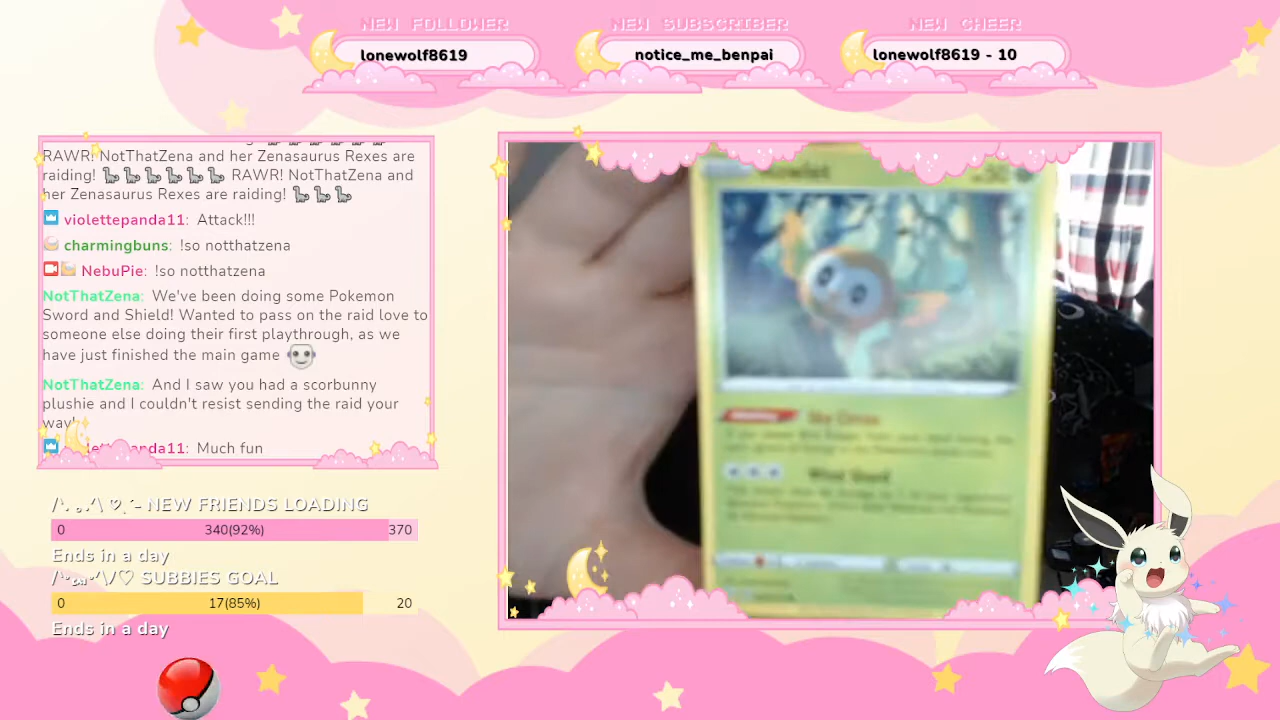 NEW FOLLOWER
NEW SUBSCRIBER
NEW CHEER
lonewolf8619
notice_me_benpai
lonewolf8619 - 10
RAWR! NotThatZena and her Zenasaurus Rexes are
raiding! RAWR! NotThatZena and
her Zenasaurus Rexes are raiding!
violettepanda11: Attack!!!
charmingbuns: !so notthatzena
NebuPie: !so notthatzena
NotThatZena: We've been doing some Pokemon
Sword and Shield! Wanted to pass on the raid love to
someone else doing their first playthrough, as we
have just finished the main game
NotThatZena: And I saw you had a scorbunny
plushie and I couldn't resist sending the raid your
way!
panda11: Much fun
NEW FRIENDS LOADING
0 340(92%) 370
Ends in a day
SUBBIES GOAL
0 17(85%) 20
Ends in a day